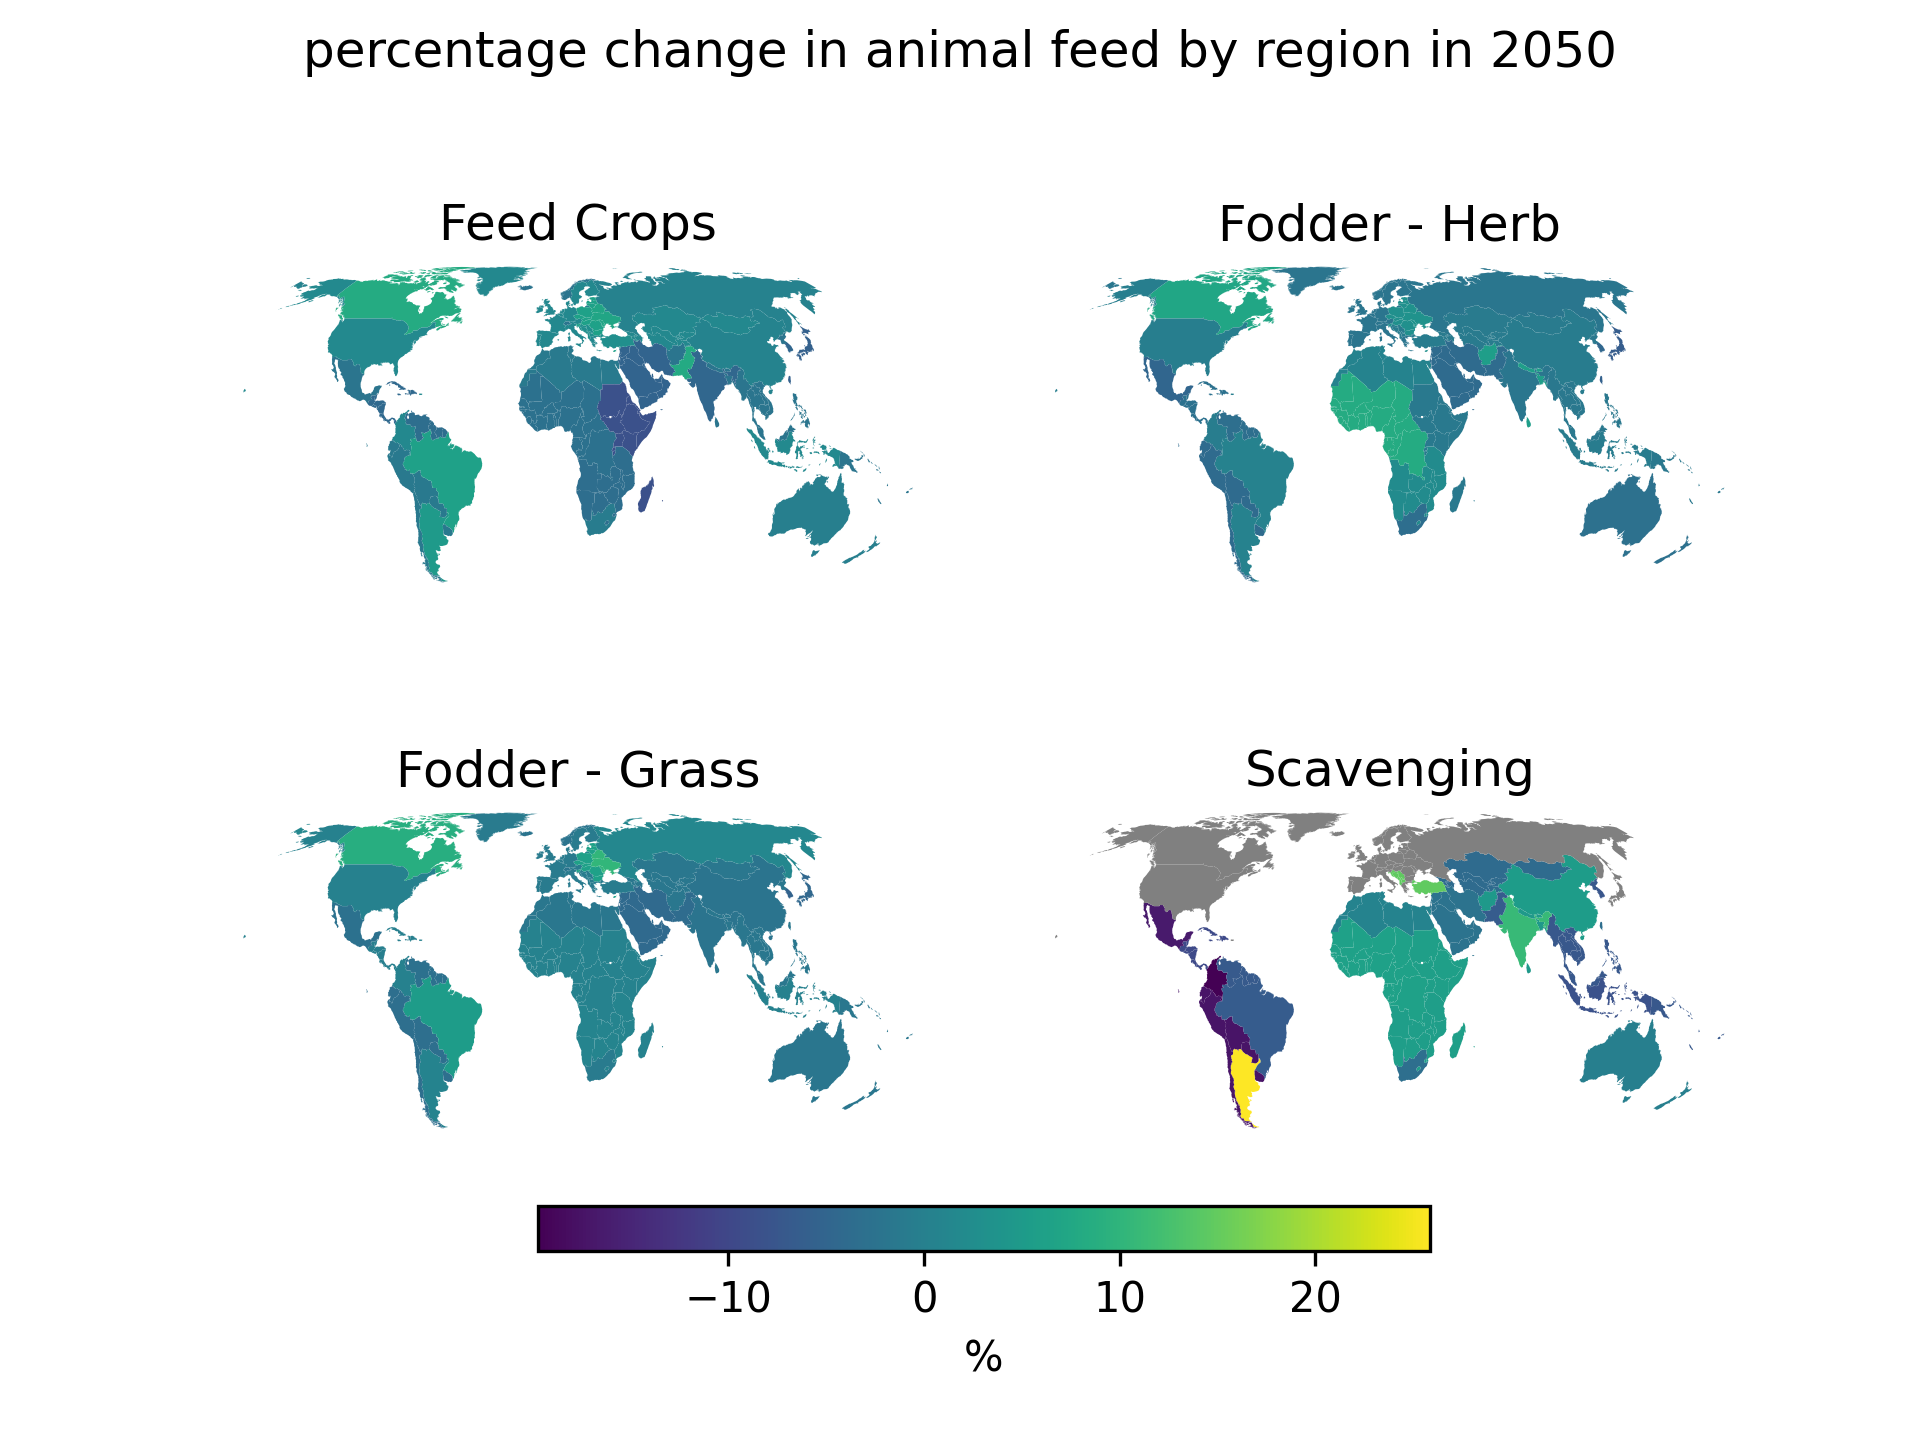 percentage change in animal feed by region in 2050
Feed Crops
Fodder - Herb
Fodder - Grass
Scavenging
−10 0 10 20
%